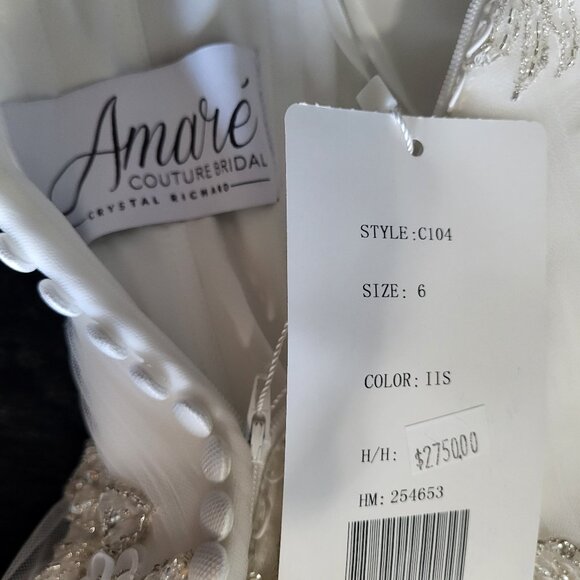 Amaré
COUTURE BRIDAL
CRYSTAL RICHARD
STYLE:C104
SIZE: 6
COLOR: IIS
H/H: $2750.00
HM: 254653